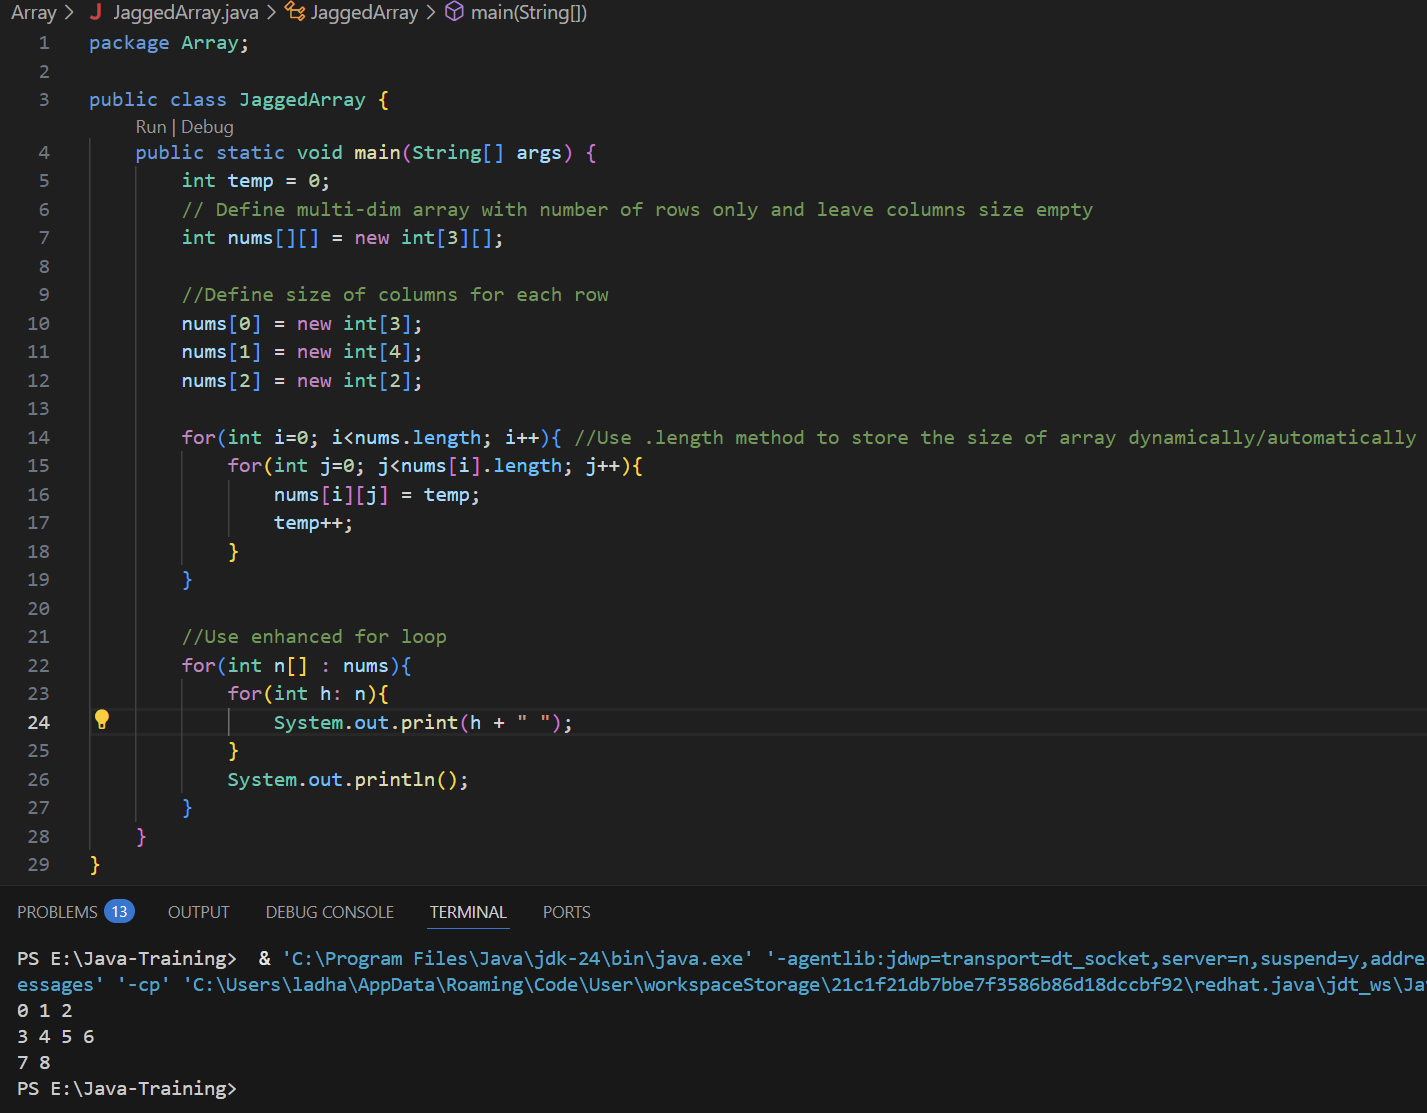 Array > JaggedArray.java > JaggedArray > main(String[])
1 package Array;
2
3 public class JaggedArray {
Run | Debug
4 public static void main(String[] args) {
5 int temp = 0;
6 // Define multi-dim array with number of rows only and leave columns size empty
7 int nums[][] = new int[3][];
8
9 //Define size of columns for each row
10 nums[0] = new int[3];
11 nums[1] = new int[4];
12 nums[2] = new int[2];
13
14 for(int i=0; i<nums.length; i++){ //Use .length method to store the size of array dynamically/automatically
15 for(int j=0; j<nums[i].length; j++){
16 nums[i][j] = temp;
17 temp++;
18 }
19 }
20
21 //Use enhanced for loop
22 for(int n[] : nums){
23 for(int h: n){
24 System.out.print(h + " ");
25 }
26 System.out.println();
27 }
28 }
29 }
PROBLEMS 13 OUTPUT DEBUG CONSOLE TERMINAL PORTS
PS E:\Java-Training>  & 'C:\Program Files\Java\jdk-24\bin\java.exe' '-agentlib:jdwp=transport=dt_socket,server=n,suspend=y,addre
essages' '-cp' 'C:\Users\ladha\AppData\Roaming\Code\User\workspaceStorage\21c1f21db7bbe7f3586b86d18dccbf92\redhat.java\jdt_ws\Ja
0 1 2
3 4 5 6
7 8
PS E:\Java-Training>